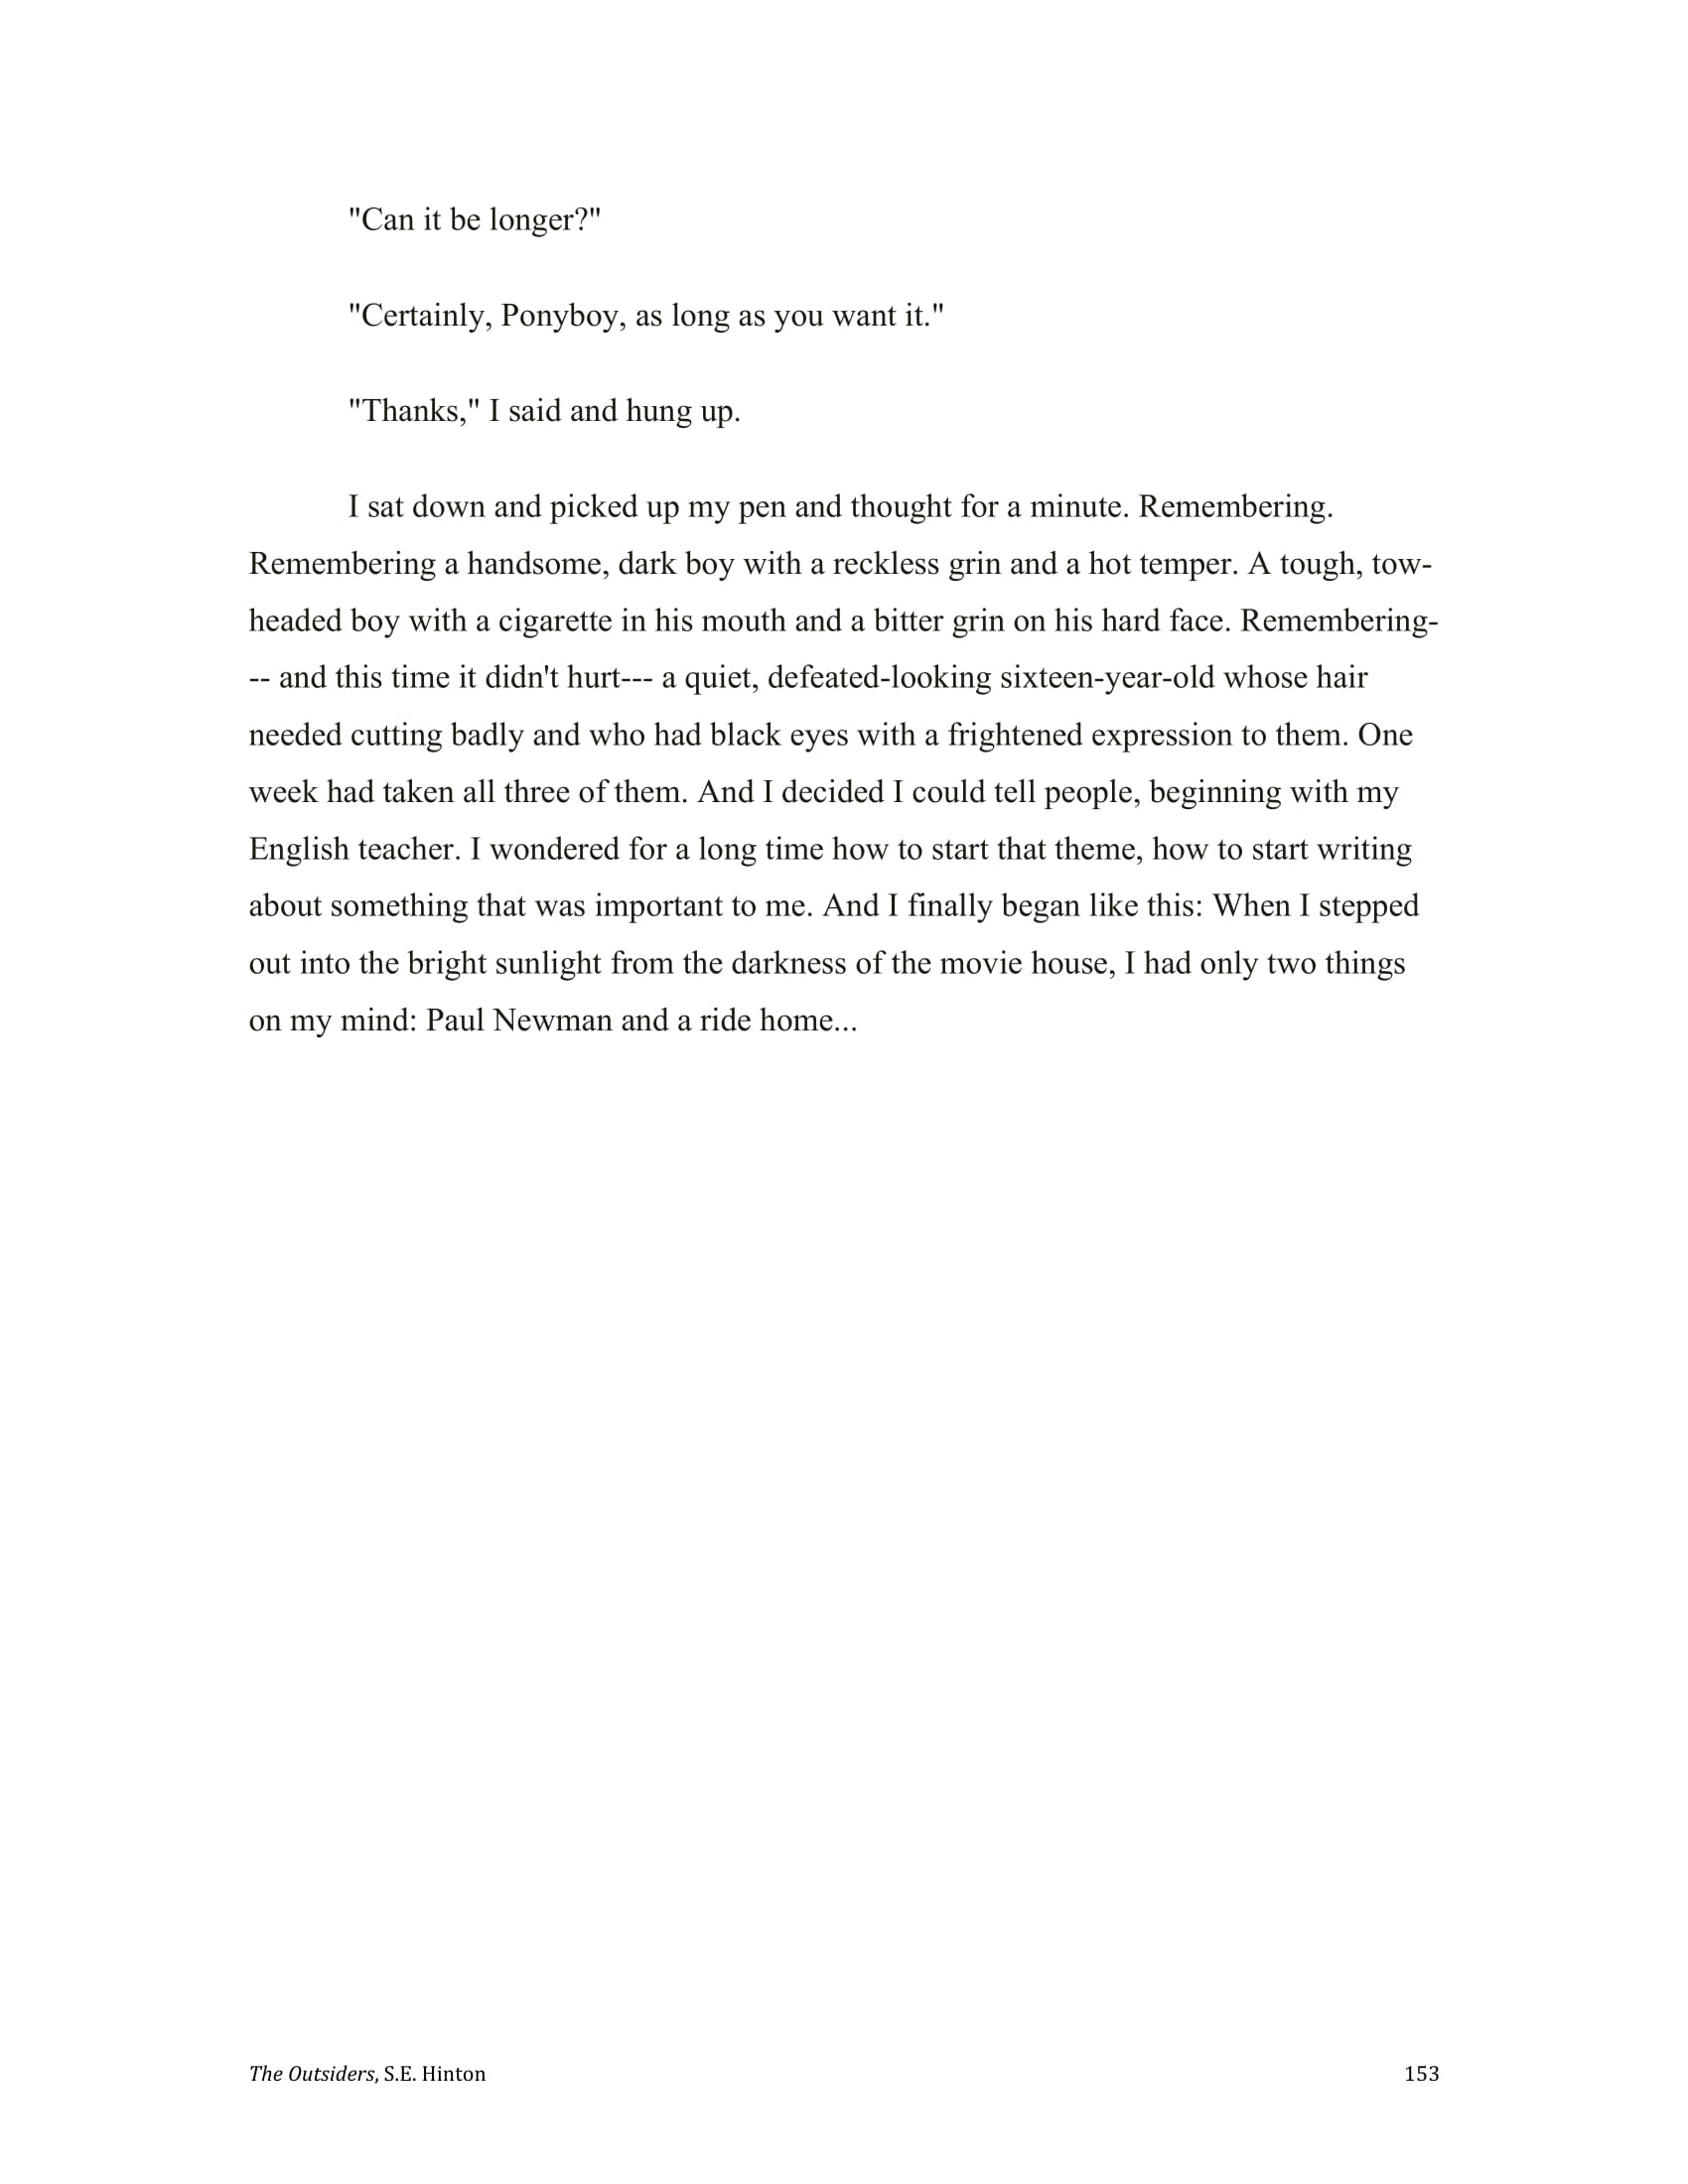 "Can it be longer?"
"Certainly, Ponyboy, as long as you want it."
"Thanks," I said and hung up.
I sat down and picked up my pen and thought for a minute. Remembering.
Remembering a handsome, dark boy with a reckless grin and a hot temper. A tough, tow-
headed boy with a cigarette in his mouth and a bitter grin on his hard face. Remembering-
-- and this time it didn't hurt--- a quiet, defeated-looking sixteen-year-old whose hair
needed cutting badly and who had black eyes with a frightened expression to them. One
week had taken all three of them. And I decided I could tell people, beginning with my
English teacher. I wondered for a long time how to start that theme, how to start writing
about something that was important to me. And I finally began like this: When I stepped
out into the bright sunlight from the darkness of the movie house, I had only two things
on my mind: Paul Newman and a ride home...
The Outsiders, S.E. Hinton 153